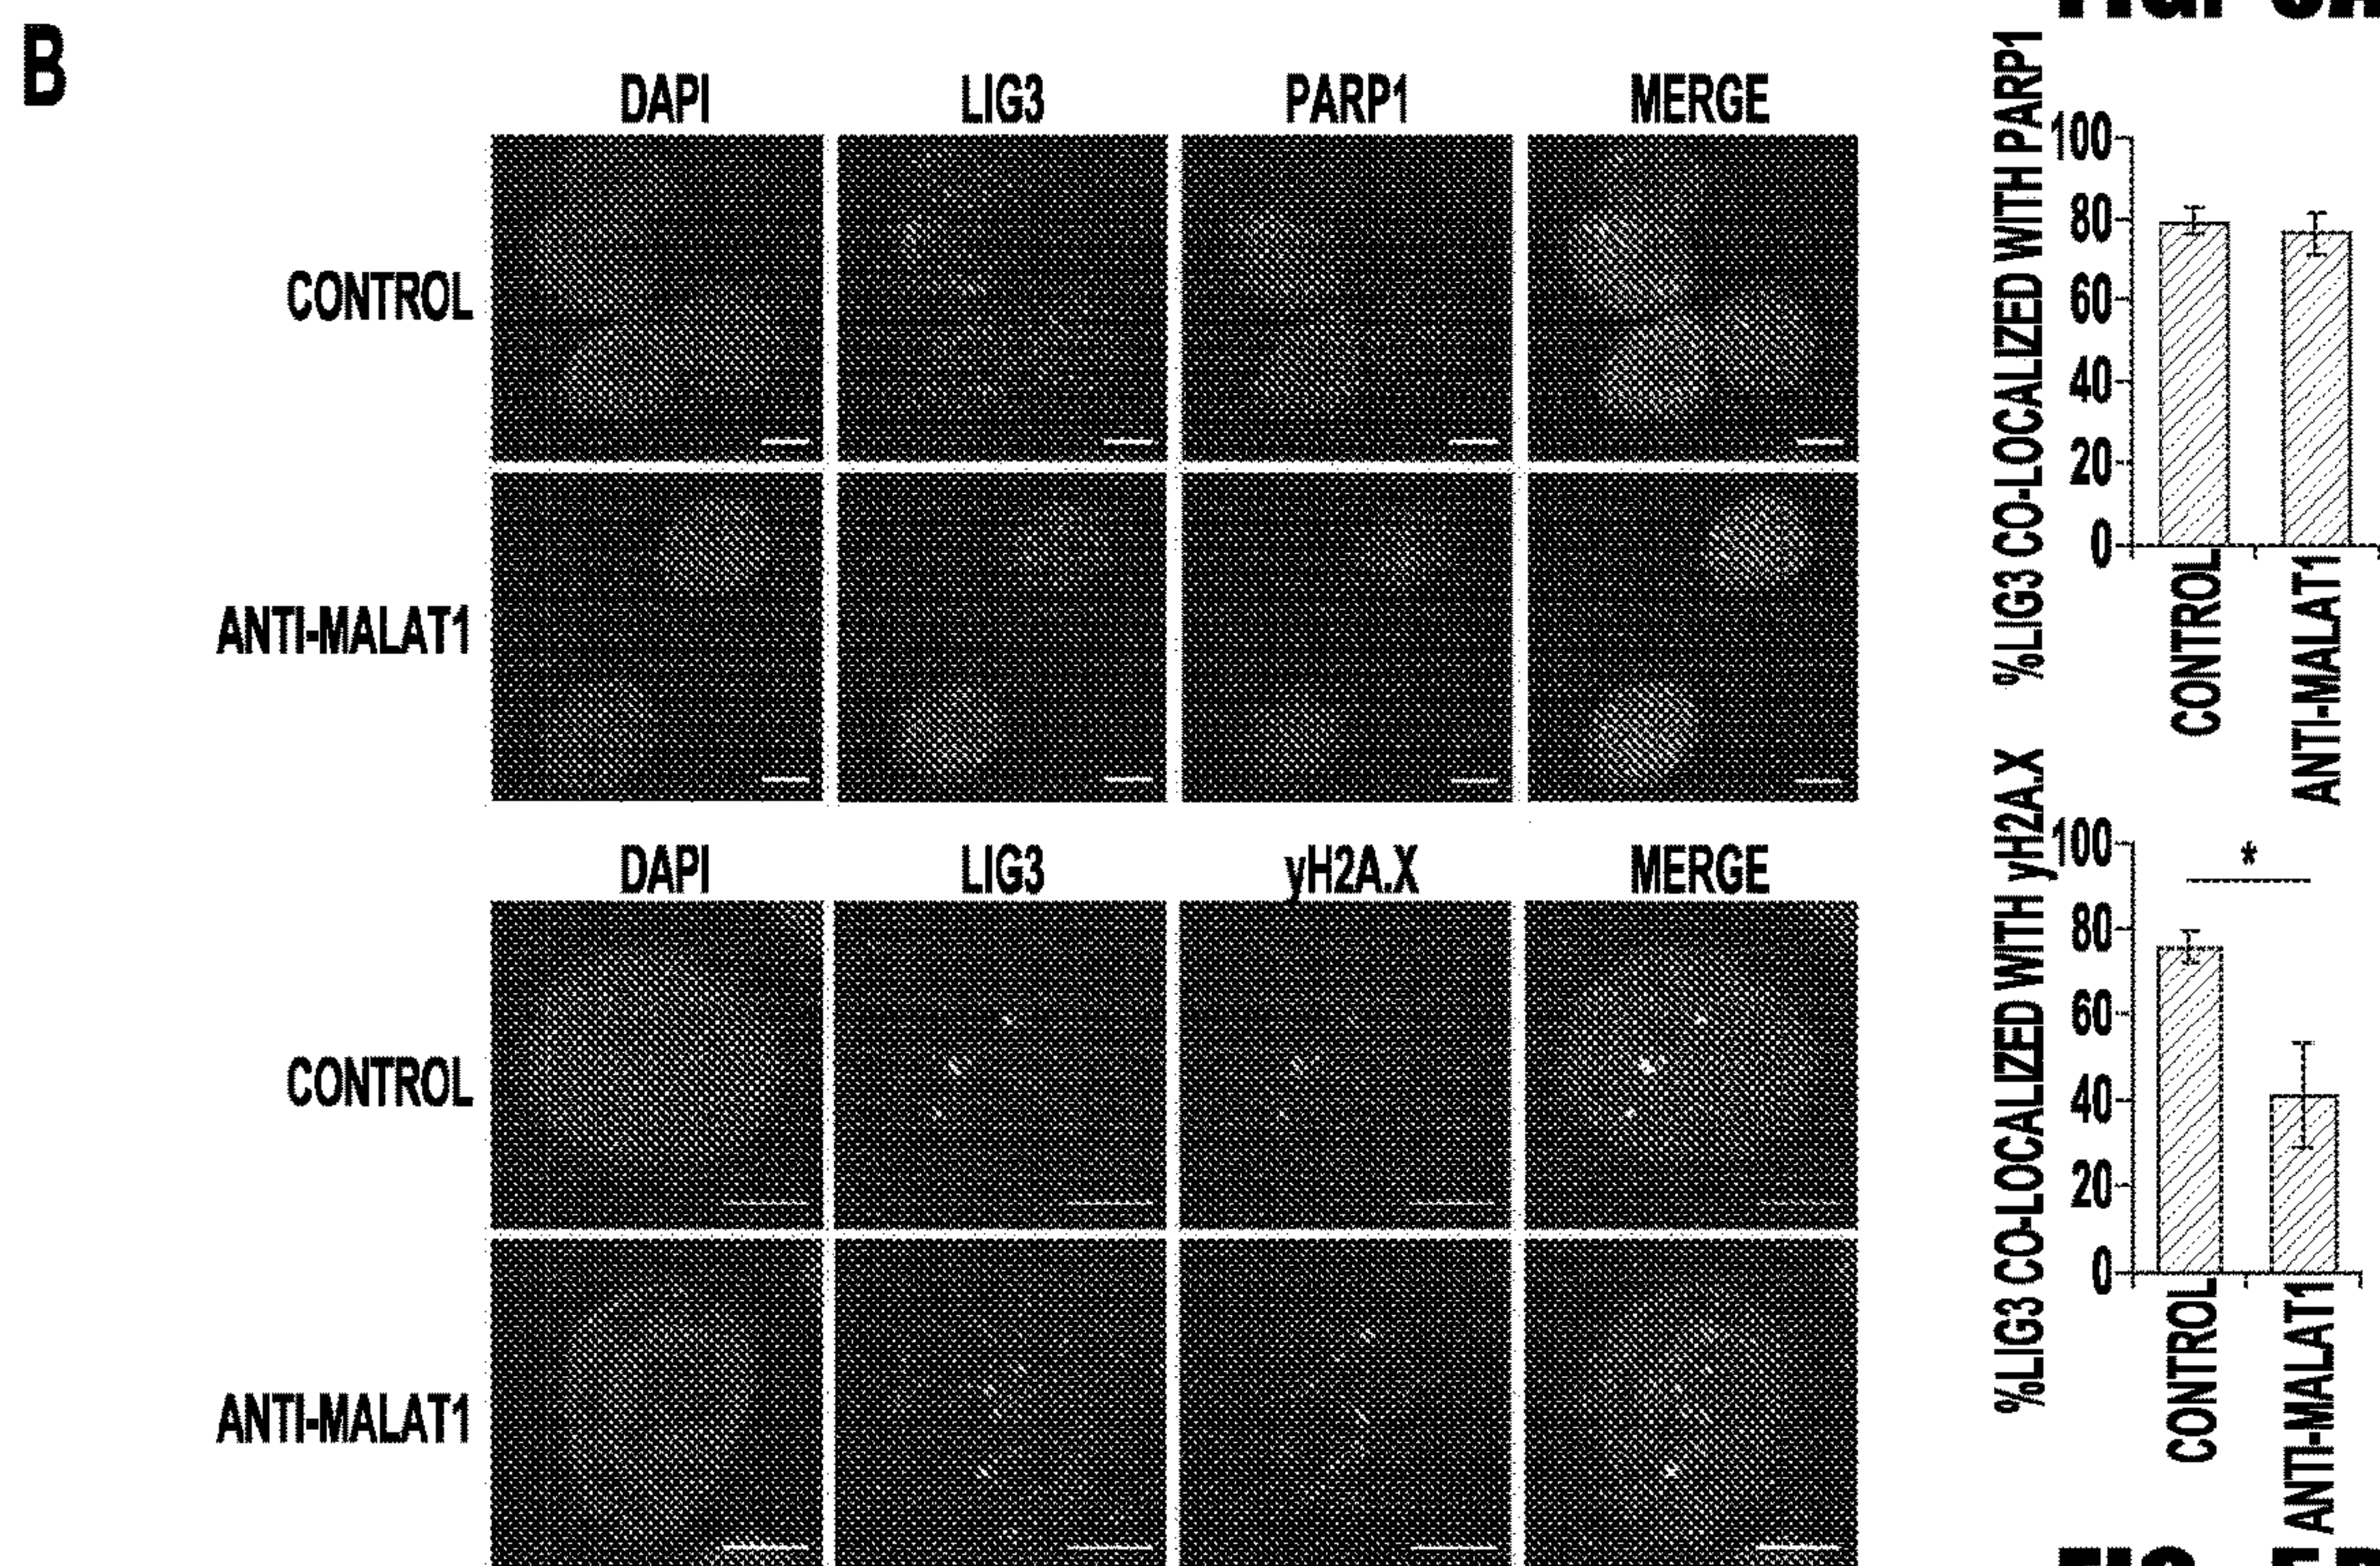 B
DAPI LIG3 PARP1 MERGE
CONTROL
ANTI-MALAT1
%LIG3 CO-LOCALIZED WITH PARP1
100
80
60
40
20
0
CONTROL
ANTI-MALAT1
DAPI LIG3 yH2A.X MERGE
CONTROL
ANTI-MALAT1
%LIG3 CO-LOCALIZED WITH yH2A.X
100
80
60
40
20
0
*
CONTROL
ANTI-MALAT1